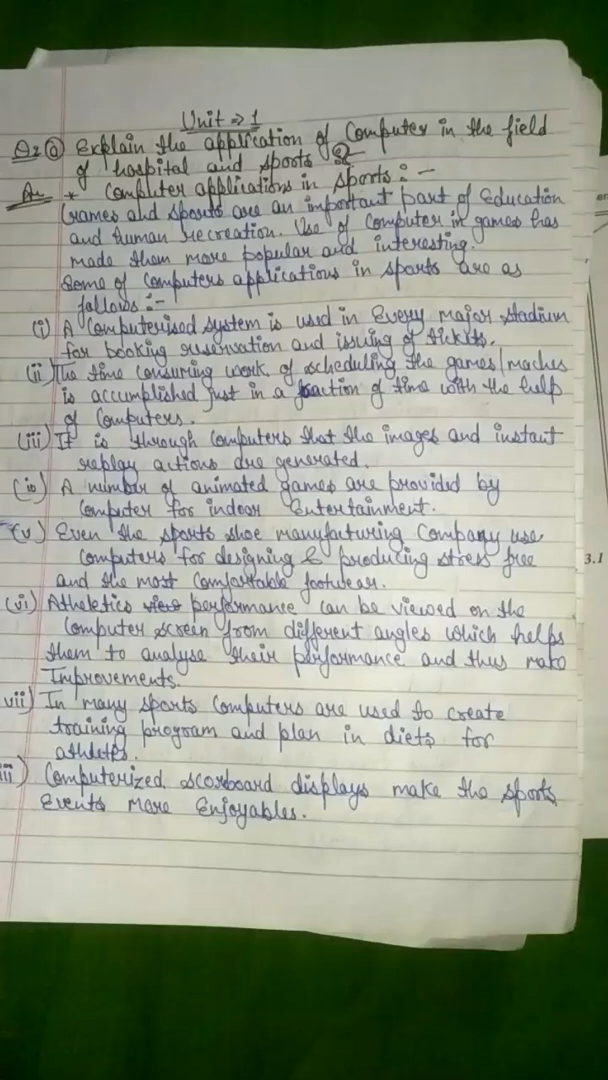 Unit ⇒ 1
Q2 (a) Explain the application of Computer in the field
of hospital and sports ?
An * Computer applications in sports :-
Games and sports are an important part of Education
and human recreation. Use of Computer in games has
made them more popular and interesting.
Some of Computers applications in sports are as
follows :-
(i) A Computerised system is used in Every major stadium
for booking reservation and issuing of tickits.
(ii) The time consuming work of scheduling the games/maches
is accomplished just in a fraction of time with the help
of Computers.
(iii) It is through Computers that the images and instant
replay actions are generated.
(iv) A number of animated games are provided by
Computer for indoor Entertainment.
(v) Even the sports shoe manufacturing Company use
Computers for designing & producing stress free
and the most Comfortable footwear.
(vi) Atheletics performance can be viewed on the
Computer screen from different angles which helps
them to analyse their performance and thus make
Improvements.
vii) In many sports Computers are used to create
training program and plan in diets for
athletes.
iii) Computerized scorboard displays make the sports
Events more Enjoyables.
3.1